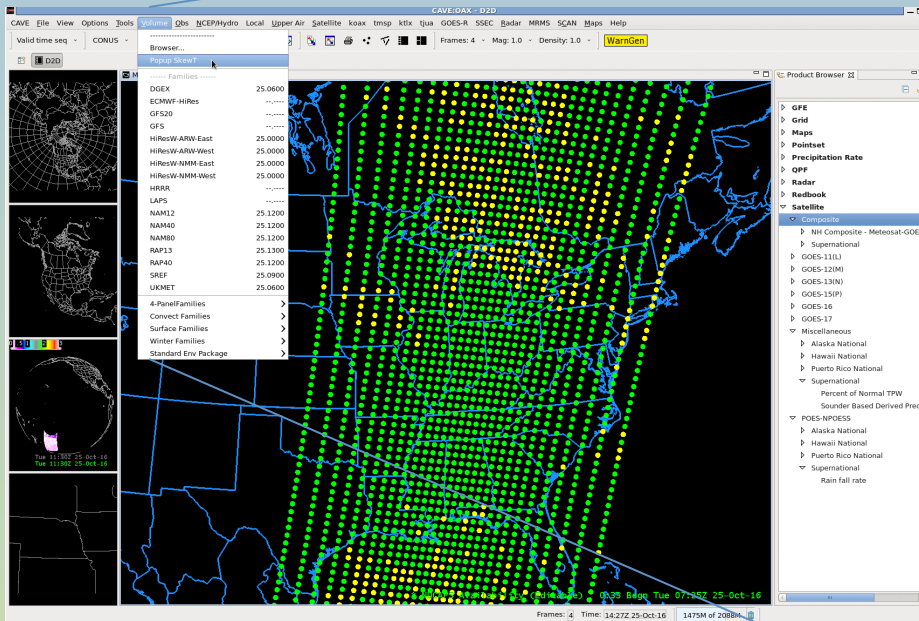 CAVE:OAX - D2D
CAVE File View Options Tools Volume Obs NCEP/Hydro Local Upper Air Satellite koax tmsp ktlx tjua GOES-R SSEC Radar MRMS SCAN Maps Help
Valid time seq CONUS Frames: 4 Mag: 1.0 Density: 1.0 WarnGen
D2D
Browser...
Popup SkewT
Families
DGEX 25.0600
ECMWF-HiRes --.----
GFS20 --.----
GFS --.----
HiResW-ARW-East 25.0000
HiResW-ARW-West 25.0000
HiResW-NMM-East 25.0000
HiResW-NMM-West 25.0000
HRRR --.----
LAPS --.----
NAM12 25.1200
NAM40 25.1200
NAM80 25.1200
RAP13 25.1300
RAP40 25.1200
SREF 25.0900
UKMET 25.0600
4-PanelFamilies
Convect Families
Surface Families
Winter Families
Standard Env Package
Tue 11:30Z 25-Oct-16
Tue 11:30Z 25-Oct-16
Tue 07:25Z 25-Oct-16
Product Browser
GFE
Grid
Maps
Pointset
Precipitation Rate
QPF
Radar
Redbook
Satellite
Composite
NH Composite - Meteosat-GOE
Supernational
GOES-11(L)
GOES-12(M)
GOES-13(N)
GOES-15(P)
GOES-16
GOES-17
Miscellaneous
Alaska National
Hawaii National
Puerto Rico National
Supernational
Percent of Normal TPW
Sounder Based Derived Prec
POES-NPOESS
Alaska National
Hawaii National
Puerto Rico National
Supernational
Rain fall rate
Frames: 4 Time: 14:27Z 25-Oct-16 1475M of